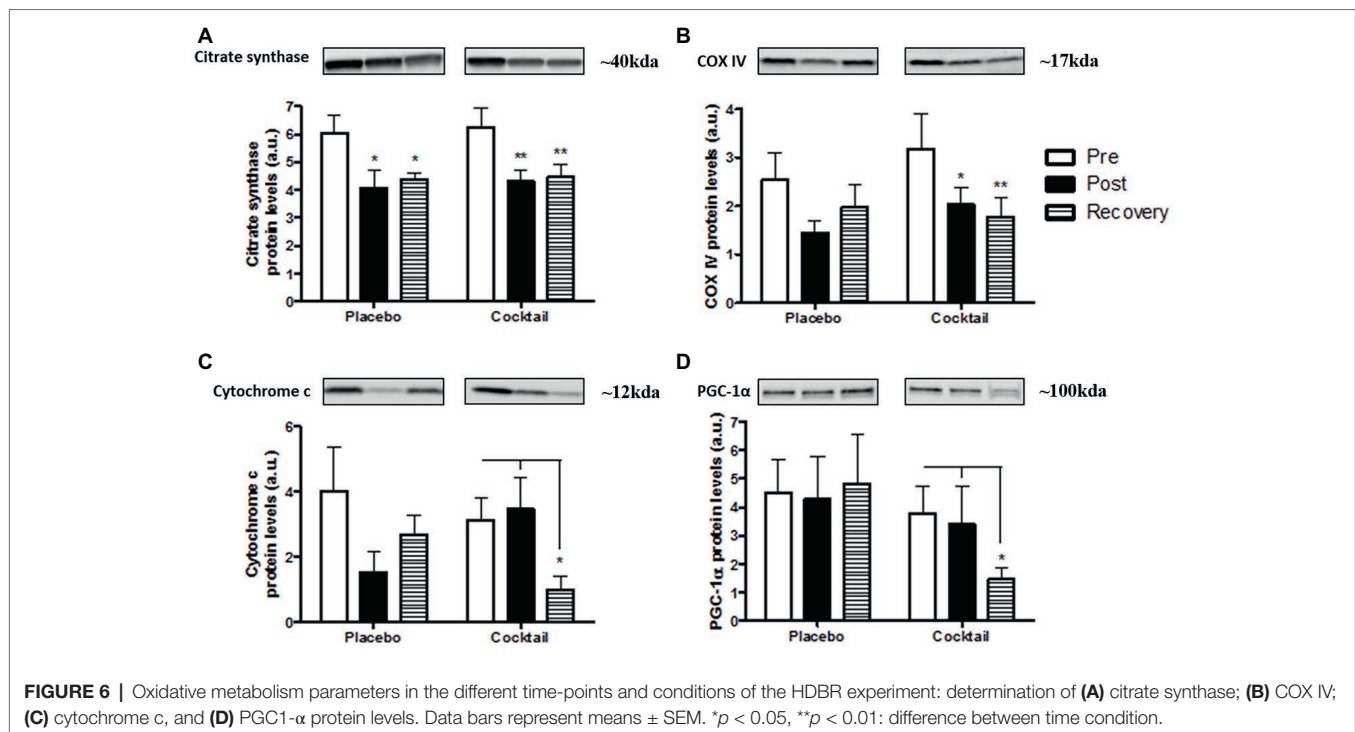 A
Citrate synthase
~40kda
Citrate synthase
protein levels (a.u.)
7
6
5
4
3
2
1
0
*
*
**
**
Placebo
Cocktail
B
COX IV
~17kda
COX IV protein levels (a.u.)
4
3
2
1
0
*
**
Placebo
Cocktail
Pre
Post
Recovery
C
Cytochrome c
~12kda
Cytochrome c
protein levels (a.u.)
6
4
2
0
*
Placebo
Cocktail
D
PGC-1α
~100kda
PGC-1α protein levels (a.u.)
7
6
5
4
3
2
1
0
*
Placebo
Cocktail
FIGURE 6 | Oxidative metabolism parameters in the different time-points and conditions of the HDBR experiment: determination of (A) citrate synthase; (B) COX IV;
(C) cytochrome c, and (D) PGC1-α protein levels. Data bars represent means ± SEM. *p < 0.05, **p < 0.01: difference between time condition.